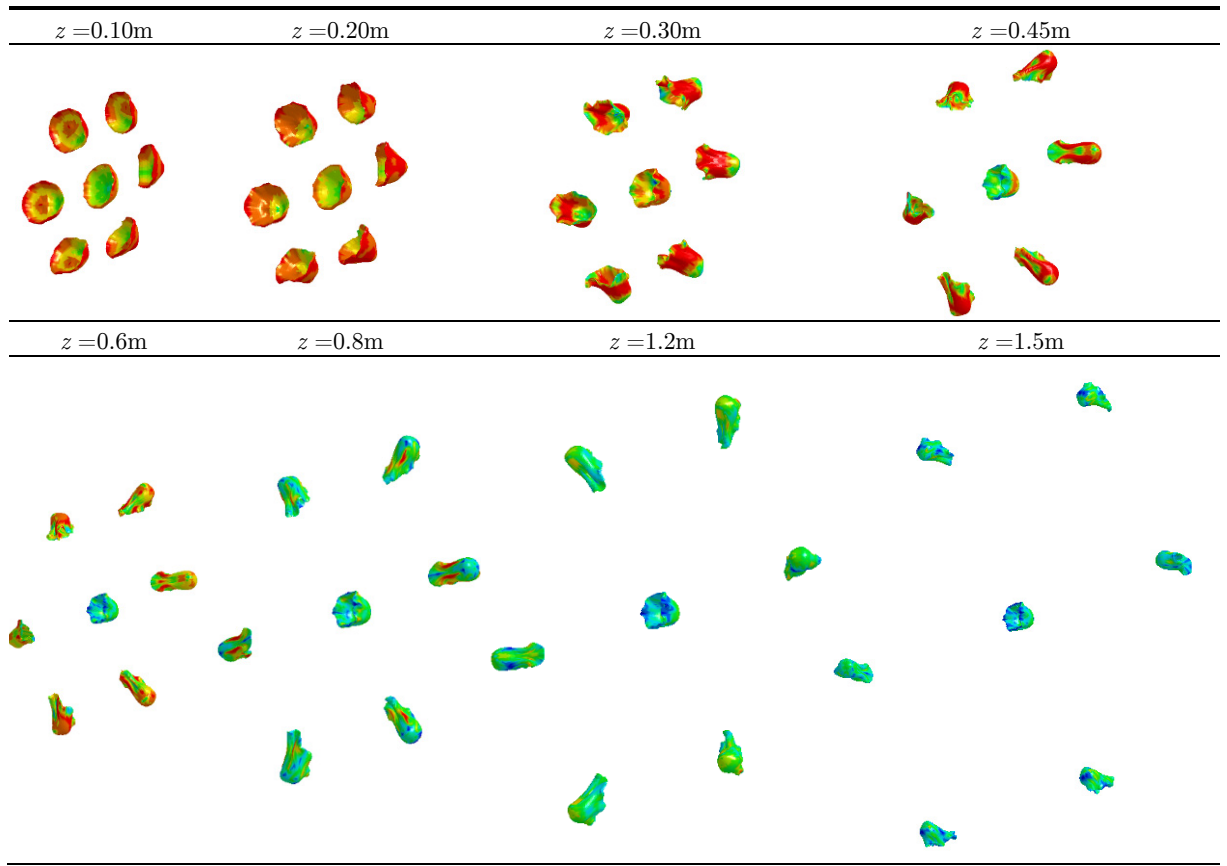 z =0.10m z =0.20m z =0.30m z =0.45m
z =0.6m z =0.8m z =1.2m z =1.5m